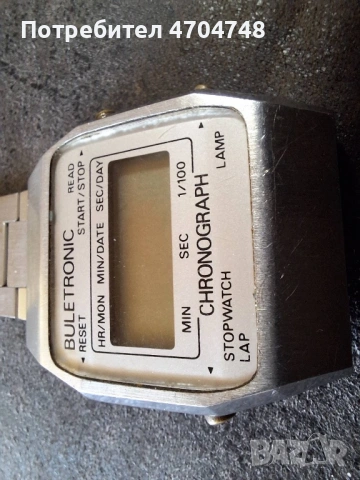 Потребител 4704748
BULETRONIC
RESET START/STOP READ
HR/MON MIN/DATE SEC/DAY
MIN SEC 1/100
CHRONOGRAPH
STOPWATCH
LAP LAMP
BAZAR